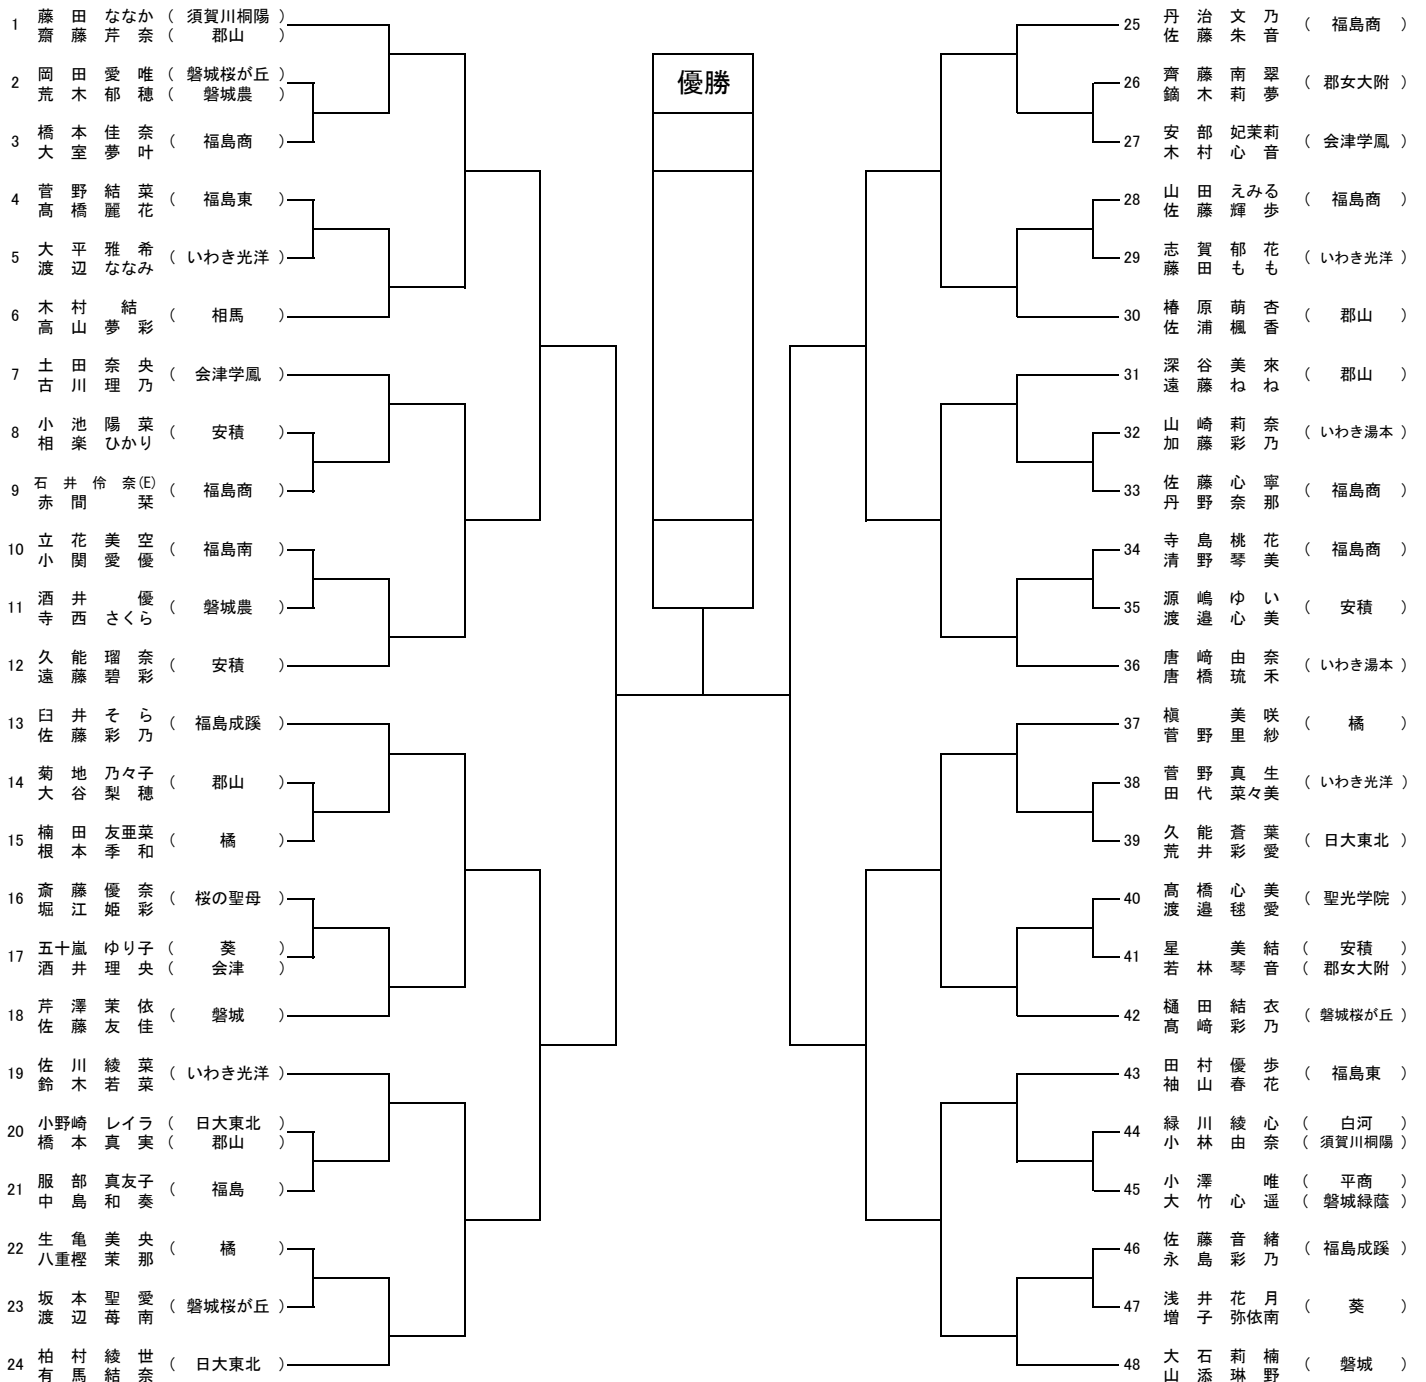 1 藤田 ななか ( 須賀川桐陽 )
齋藤 芹奈 ( 郡山 )
2 岡田 愛唯 ( 磐城桜が丘 )
荒木 郁穂 ( 磐城農 )
3 橋本 佳奈 ( 福島商 )
大室 夢叶
4 菅野 結菜 ( 福島東 )
髙橋 麗花
5 大平 雅希 ( いわき光洋 )
渡辺 ななみ
6 木村 結 ( 相馬 )
高山 夢彩
7 土田 奈央 ( 会津学鳳 )
古川 理乃
8 小池 陽菜 ( 安積 )
相楽 ひかり
9 石井 伶奈(E) ( 福島商 )
赤間 栞
10 立花 美空 ( 福島南 )
小関 愛優
11 酒井 優 ( 磐城農 )
寺西 さくら
12 久能 瑠奈 ( 安積 )
遠藤 碧彩
13 臼井 そら ( 福島成蹊 )
佐藤 彩乃
14 菊地 乃々子 ( 郡山 )
大谷 梨穂
15 楠田 友亜菜 ( 橘 )
根本 季和
16 斎藤 優奈 ( 桜の聖母 )
堀江 姫彩
17 五十嵐 ゆり子 ( 葵 )
酒井 理央 ( 会津 )
18 芹澤 茉依 ( 磐城 )
佐藤 友佳
19 佐川 綾菜 ( いわき光洋 )
鈴木 若菜
20 小野崎 レイラ ( 日大東北 )
橋本 真実 ( 郡山 )
21 服部 真友子 ( 福島 )
中島 和奏
22 生亀 美央 ( 橘 )
八重樫 茉那
23 坂本 聖愛 ( 磐城桜が丘 )
渡辺 苺南
24 柏村 綾世 ( 日大東北 )
有馬 結奈
優勝
25 丹治 文乃 ( 福島商 )
佐藤 朱音
26 齊藤 南翠 ( 郡女大附 )
鏑木 莉夢
27 安部 妃茉莉 ( 会津学鳳 )
木村 心音
28 山田 えみる ( 福島商 )
佐藤 輝歩
29 志賀 郁花 ( いわき光洋 )
藤田 もも
30 椿原 萌杏 ( 郡山 )
佐浦 楓香
31 深谷 美來 ( 郡山 )
遠藤 ねね
32 山崎 莉奈 ( いわき湯本 )
加藤 彩乃
33 佐藤 心寧 ( 福島商 )
丹野 奈那
34 寺島 桃花 ( 福島商 )
清野 琴美
35 源嶋 ゆい ( 安積 )
渡邉 心美
36 唐﨑 由奈 ( いわき湯本 )
唐橋 琉禾
37 槇 美咲 ( 橘 )
菅野 里紗
38 菅野 真生 ( いわき光洋 )
田代 菜々美
39 久能 蒼葉 ( 日大東北 )
荒井 彩愛
40 髙橋 心美 ( 聖光学院 )
渡邉 毬愛
41 星 美結 ( 安積 )
若林 琴音 ( 郡女大附 )
42 樋田 結衣 ( 磐城桜が丘 )
髙﨑 彩乃
43 田村 優歩 ( 福島東 )
袖山 春花
44 緑川 綾心 ( 白河 )
小林 由奈 ( 須賀川桐陽 )
45 小澤 唯 ( 平商 )
大竹 心遥 ( 磐城緑蔭 )
46 佐藤 音緒 ( 福島成蹊 )
永島 彩乃
47 浅井 花月 ( 葵 )
増子 弥依南
48 大石 莉楠 ( 磐城 )
山添 琳野